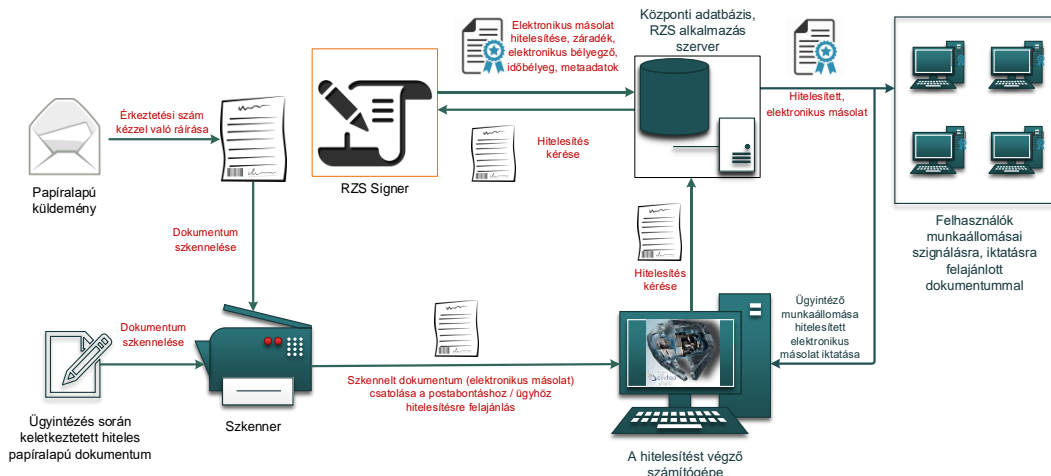 Elektronikus másolat
hitelesítése, záradék,
elektronikus bélyegző,
időbélyeg, metaadatok
Központi adatbázis,
RZS alkalmazás
szerver
Érkeztetési szám
kézzel való ráírása
Hitelesített,
elektronikus másolat
Hitelesítés
kérése
Papíralapú
küldemény
RZS Signer
Felhasználók
munkaállomásai
szignálásra, iktatásra
felajánlott
dokumentummal
Dokumentum
szkennelése
Hitelesítés
kérése
Ügyintéző
munkaállomása
hitelesített
elektronikus
másolat iktatása
Dokumentum
szkennelése
Szkennelt dokumentum (elektronikus másolat)
csatolása a postabontáshoz / ügyhöz
hitelesítésre felajánlás
Ügyintézés során
keletkeztetett hiteles
papíralapú dokumentum
Szkenner
A hitelesítést végző
számítógépe